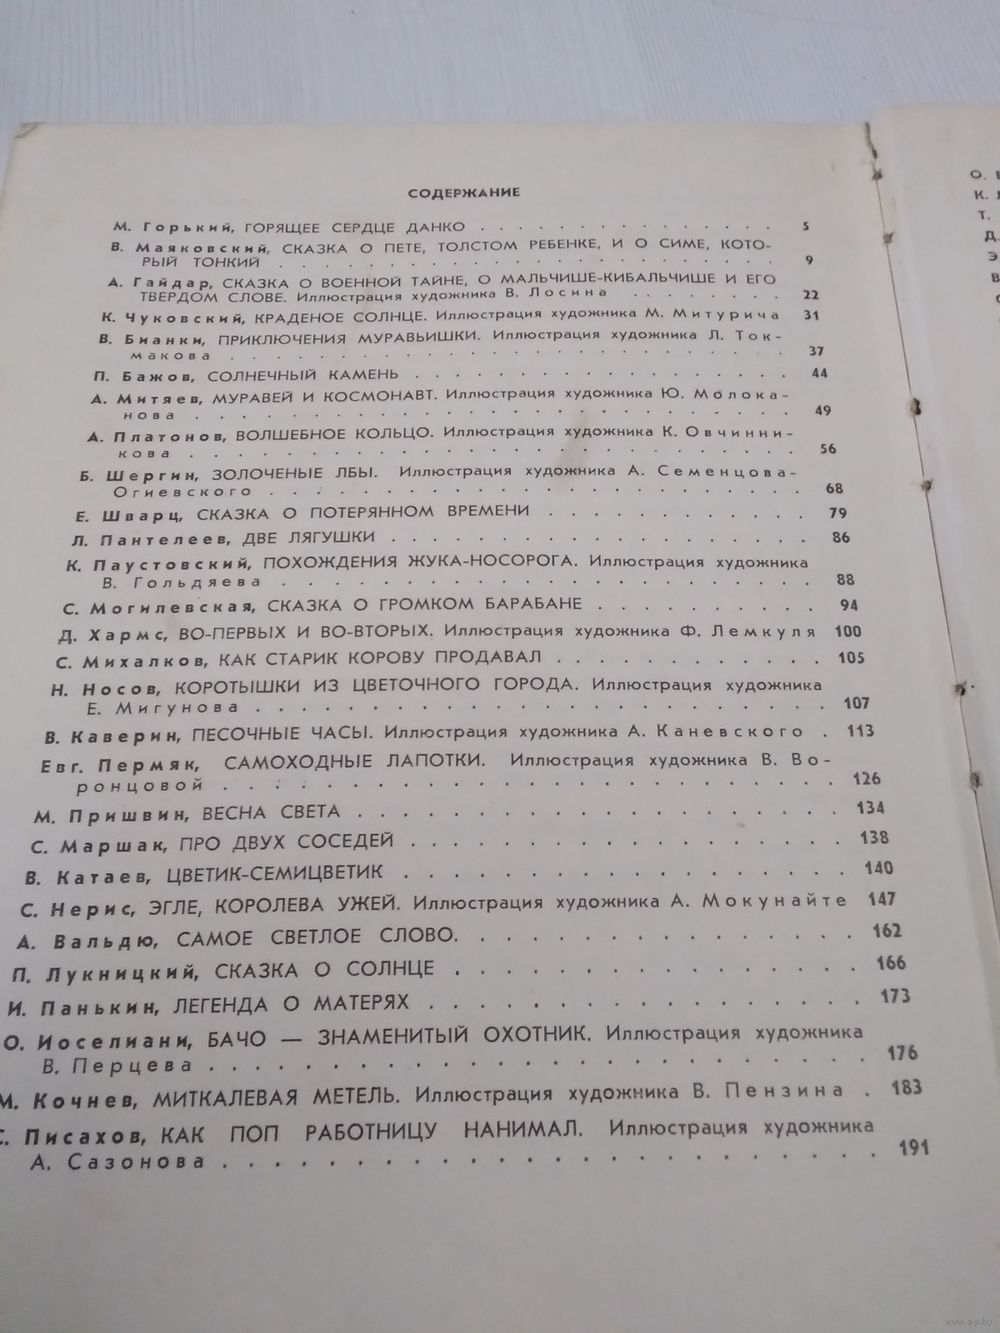 СОДЕРЖАНИЕ
М. Горький, ГОРЯЩЕЕ СЕРДЦЕ ДАНКО . . . . . . . . . . . . . 5
В. Маяковский, СКАЗКА О ПЕТЕ, ТОЛСТОМ РЕБЕНКЕ, И О СИМЕ, КОТО-
РЫЙ ТОНКИЙ . . . . . . . . . . . . . . . . . . . . . . 9
А. Гайдар, СКАЗКА О ВОЕННОЙ ТАЙНЕ, О МАЛЬЧИШЕ-КИБАЛЬЧИШЕ И ЕГО
ТВЕРДОМ СЛОВЕ. Иллюстрация художника В. Лосина . . . . . . . . 22
К. Чуковский, КРАДЕНОЕ СОЛНЦЕ. Иллюстрация художника М. Митурича 31
В. Бианки, ПРИКЛЮЧЕНИЯ МУРАВЬИШКИ. Иллюстрация художника Л. Ток-
макова . . . . . . . . . . . . . . . . . . . . . . . . 37
П. Бажов, СОЛНЕЧНЫЙ КАМЕНЬ . . . . . . . . . . . . . . . . . 44
А. Митяев, МУРАВЕЙ И КОСМОНАВТ. Иллюстрация художника Ю. Молока-
нова . . . . . . . . . . . . . . . . . . . . . . . . . 49
А. Платонов, ВОЛШЕБНОЕ КОЛЬЦО. Иллюстрация художника К. Овчинни-
кова . . . . . . . . . . . . . . . . . . . . . . . . . 56
Б. Шергин, ЗОЛОЧЕНЫЕ ЛБЫ. Иллюстрация художника А. Семенцова-
Огиевского . . . . . . . . . . . . . . . . . . . . . . 68
Е. Шварц, СКАЗКА О ПОТЕРЯННОМ ВРЕМЕНИ . . . . . . . . . . . 79
Л. Пантелеев, ДВЕ ЛЯГУШКИ . . . . . . . . . . . . . . . . . 86
К. Паустовский, ПОХОЖДЕНИЯ ЖУКА-НОСОРОГА. Иллюстрация художника
В. Гольдяева . . . . . . . . . . . . . . . . . . . . . 88
С. Могилевская, СКАЗКА О ГРОМКОМ БАРАБАНЕ . . . . . . . . . . 94
Д. Хармс, ВО-ПЕРВЫХ И ВО-ВТОРЫХ. Иллюстрация художника Ф. Лемкуля 100
С. Михалков, КАК СТАРИК КОРОВУ ПРОДАВАЛ . . . . . . . . . . . 105
Н. Носов, КОРОТЫШКИ ИЗ ЦВЕТОЧНОГО ГОРОДА. Иллюстрация художника
Е. Мигунова . . . . . . . . . . . . . . . . . . . . . . 107
В. Каверин, ПЕСОЧНЫЕ ЧАСЫ. Иллюстрация художника А. Каневского . 113
Евг. Пермяк, САМОХОДНЫЕ ЛАПОТКИ. Иллюстрация художника В. Во-
ронцовой . . . . . . . . . . . . . . . . . . . . . . . 126
М. Пришвин, ВЕСНА СВЕТА . . . . . . . . . . . . . . . . . . 134
С. Маршак, ПРО ДВУХ СОСЕДЕЙ . . . . . . . . . . . . . . . . 138
В. Катаев, ЦВЕТИК-СЕМИЦВЕТИК . . . . . . . . . . . . . . . . 140
С. Нерис, ЭГЛЕ, КОРОЛЕВА УЖЕЙ. Иллюстрация художника А. Мокунайте 147
А. Вальдю, САМОЕ СВЕТЛОЕ СЛОВО. . . . . . . . . . . . . . . . 162
П. Лукницкий, СКАЗКА О СОЛНЦЕ . . . . . . . . . . . . . . . . 166
И. Панькин, ЛЕГЕНДА О МАТЕРЯХ . . . . . . . . . . . . . . . . 173
О. Иоселиани, БАЧО — ЗНАМЕНИТЫЙ ОХОТНИК. Иллюстрация художника
В. Перцева . . . . . . . . . . . . . . . . . . . . . . 176
М. Кочнев, МИТКАЛЕВАЯ МЕТЕЛЬ. Иллюстрация художника В. Пензина . 183
С. Писахов, КАК ПОП РАБОТНИЦУ НАНИМАЛ. Иллюстрация художника
А. Сазонова . . . . . . . . . . . . . . . . . . . . . . 191
О.
К.
Т.
Д.
www.ay.by